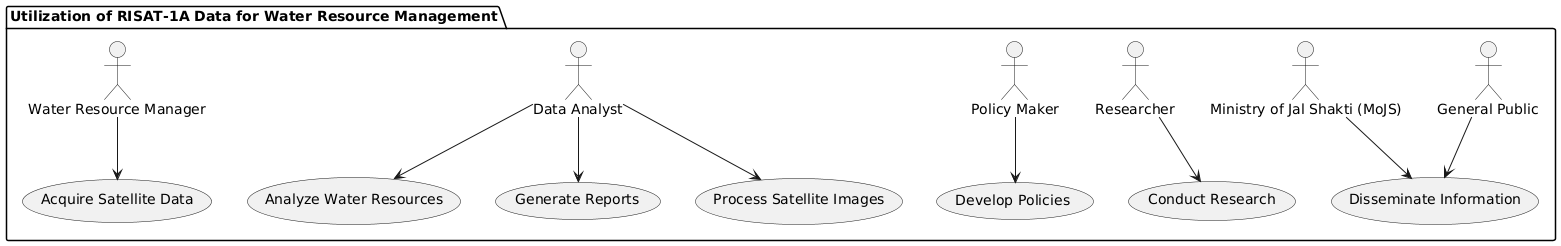 Utilization of RISAT-1A Data for Water Resource Management
Water Resource Manager
Data Analyst
Policy Maker
Researcher
Ministry of Jal Shakti (MoJS)
General Public
Acquire Satellite Data
Analyze Water Resources
Generate Reports
Process Satellite Images
Develop Policies
Conduct Research
Disseminate Information